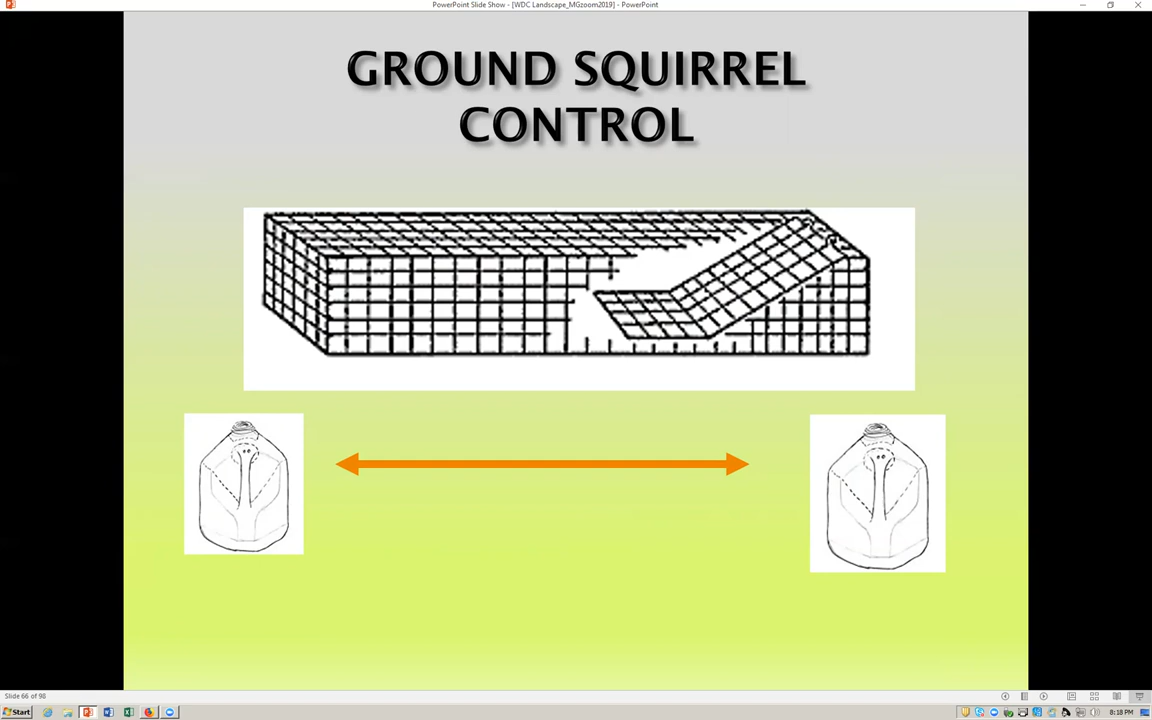 PowerPoint Slide Show - [WDC Landscape_MGzoom2019] - PowerPoint
GROUND SQUIRREL
CONTROL
Slide 66 of 98
Start
8:18 PM